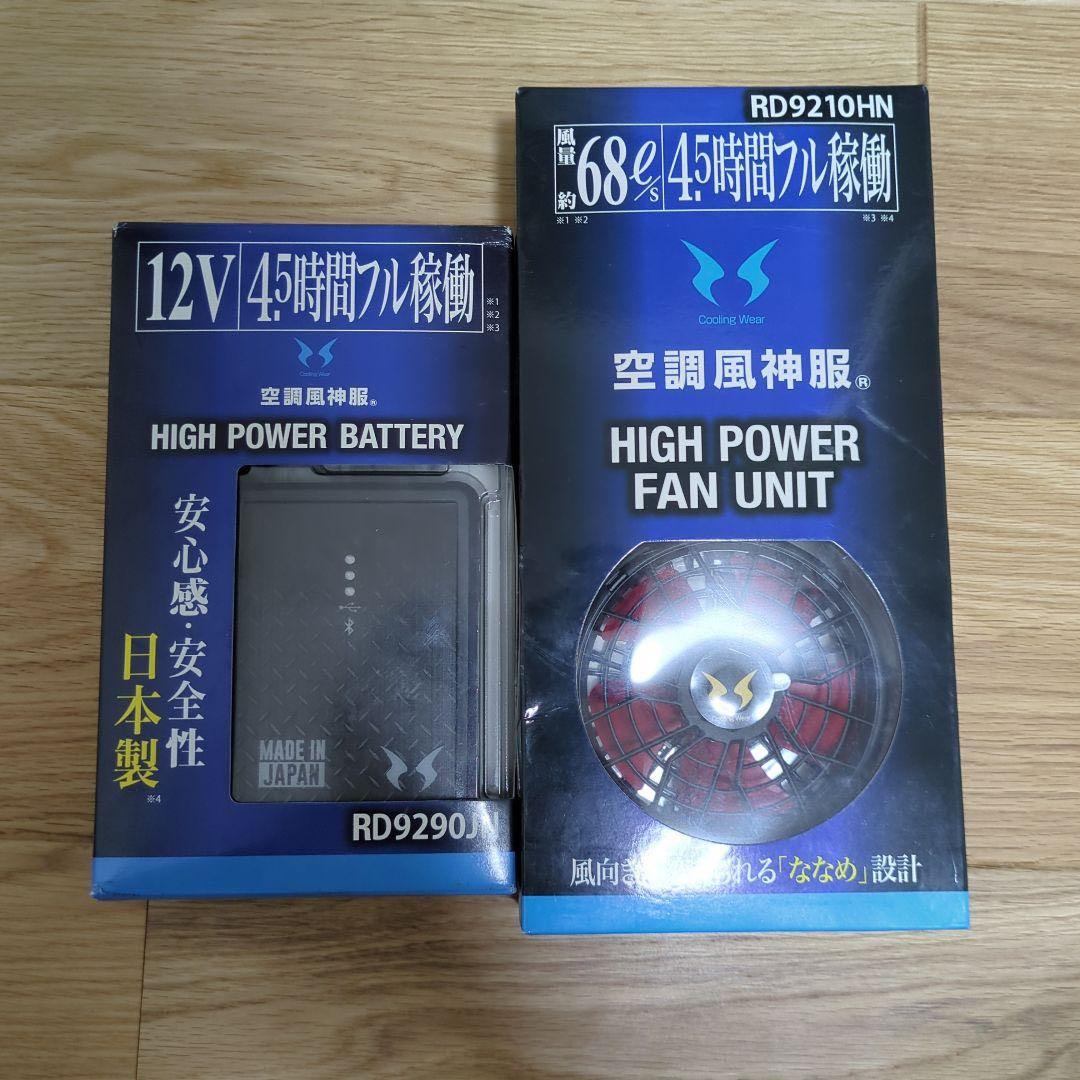 12V 4.5時間フル稼働 ※1 ※2 ※3
Cooling Wear
空調風神服®
HIGH POWER BATTERY
安心感・安全性
日本製
※4
MADE IN
JAPAN
RD9290J
RD9210HN
風量 約 68ℓ/s 4.5時間フル稼働
※1 ※2 ※3 ※4
Cooling Wear
空調風神服®
HIGH POWER
FAN UNIT
風向き れる「ななめ」設計